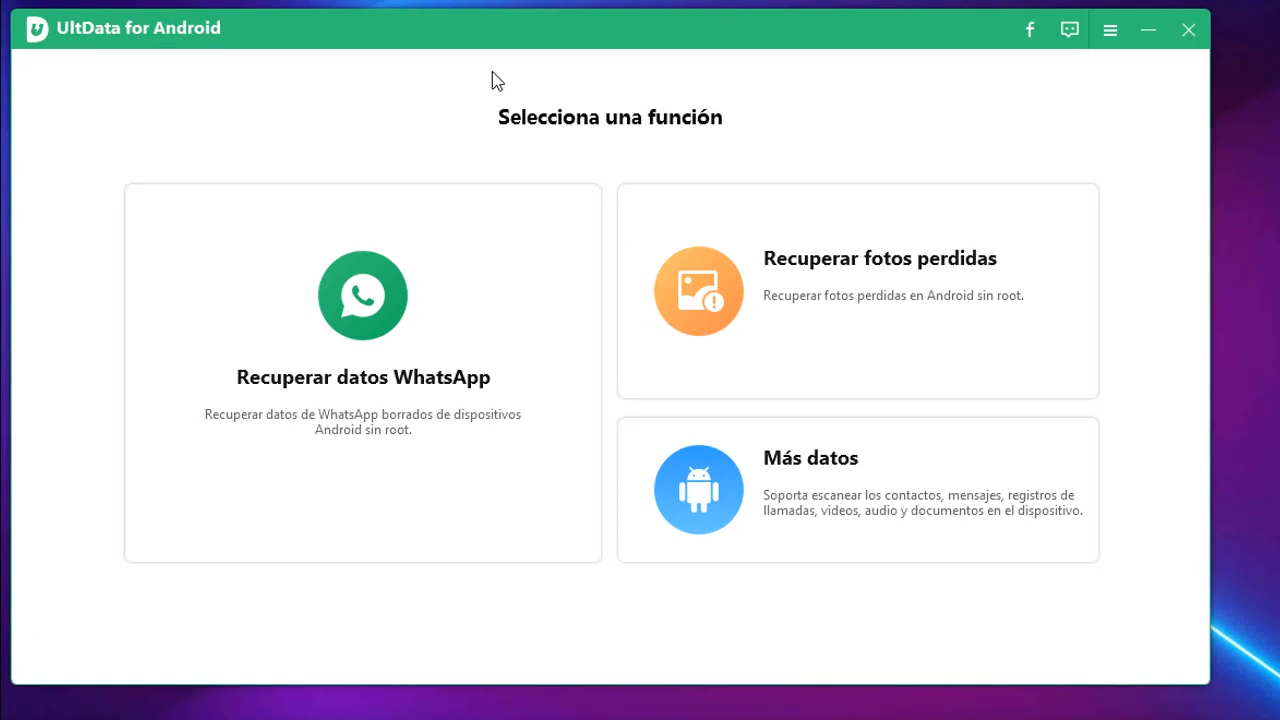 UltData for Android
Selecciona una función
Recuperar datos WhatsApp
Recuperar datos de WhatsApp borrados de dispositivos
Android sin root.
Recuperar fotos perdidas
Recuperar fotos perdidas en Android sin root.
Más datos
Soporta escanear los contactos, mensajes, registros de
llamadas, videos, audio y documentos en el dispositivo.